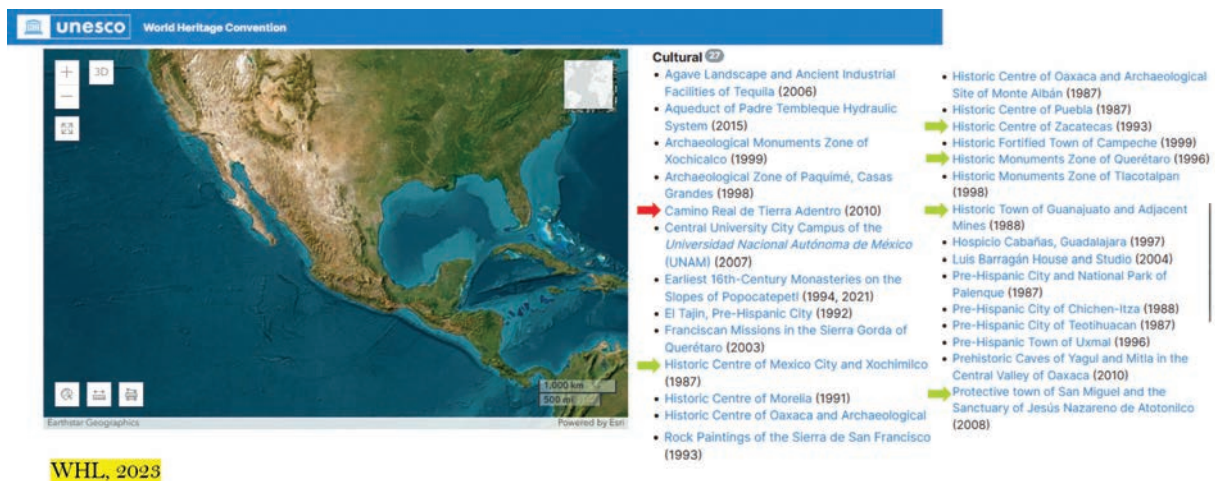 unesco World Heritage Convention
+
3D
−
1,000 km
500 mi
Earthstar Geographics
Powered by Esri
Cultural 27
• Agave Landscape and Ancient Industrial
Facilities of Tequila (2006)
• Aqueduct of Padre Tembleque Hydraulic
System (2015)
• Archaeological Monuments Zone of
Xochicalco (1999)
• Archaeological Zone of Paquimé, Casas
Grandes (1998)
Camino Real de Tierra Adentro (2010)
• Central University City Campus of the
Universidad Nacional Autónoma de México
(UNAM) (2007)
• Earliest 16th-Century Monasteries on the
Slopes of Popocatepetl (1994, 2021)
• El Tajin, Pre-Hispanic City (1992)
• Franciscan Missions in the Sierra Gorda of
Querétaro (2003)
Historic Centre of Mexico City and Xochimilco
(1987)
• Historic Centre of Morelia (1991)
• Historic Centre of Oaxaca and Archaeological
• Rock Paintings of the Sierra de San Francisco
(1993)
• Historic Centre of Oaxaca and Archaeological
Site of Monte Albán (1987)
• Historic Centre of Puebla (1987)
Historic Centre of Zacatecas (1993)
• Historic Fortified Town of Campeche (1999)
Historic Monuments Zone of Querétaro (1996)
• Historic Monuments Zone of Tlacotalpan
(1998)
Historic Town of Guanajuato and Adjacent
Mines (1988)
• Hospicio Cabañas, Guadalajara (1997)
• Luis Barragán House and Studio (2004)
• Pre-Hispanic City and National Park of
Palenque (1987)
• Pre-Hispanic City of Chichen-Itza (1988)
• Pre-Hispanic City of Teotihuacan (1987)
• Pre-Hispanic Town of Uxmal (1996)
• Prehistoric Caves of Yagul and Mitla in the
Central Valley of Oaxaca (2010)
Protective town of San Miguel and the
Sanctuary of Jesús Nazareno de Atotonilco
(2008)
WHL, 2023